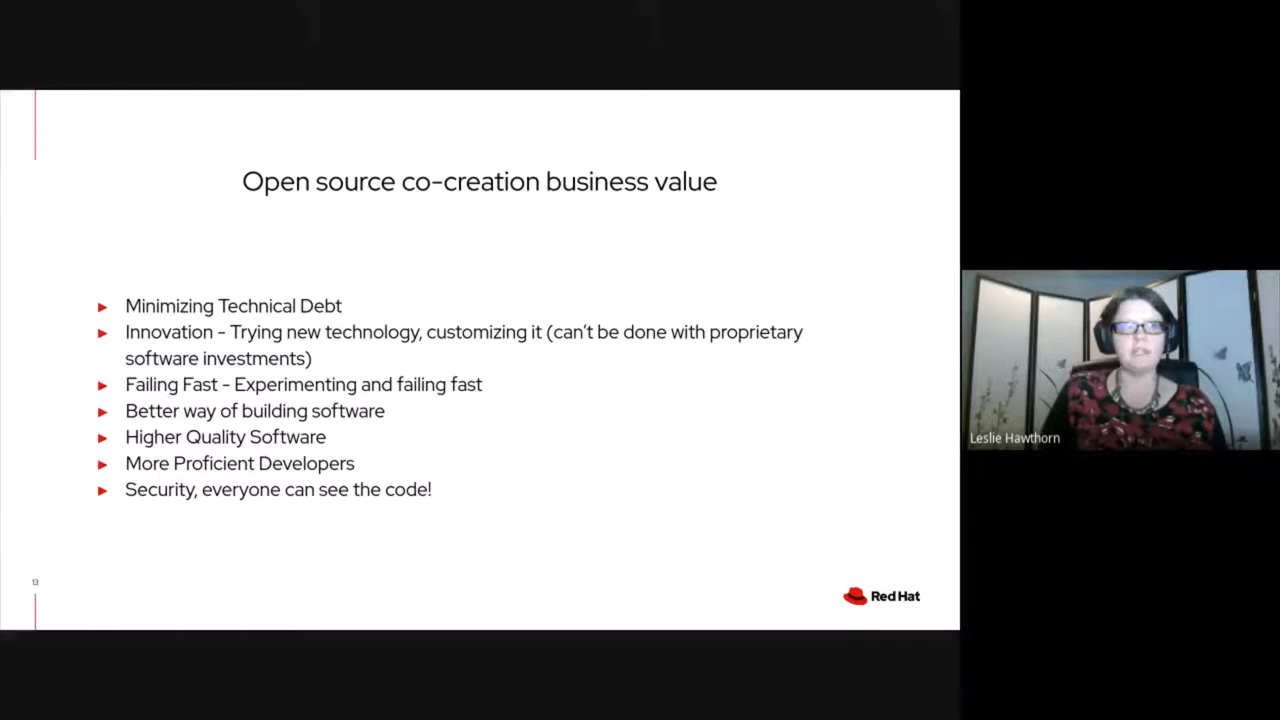 Open source co-creation business value
► Minimizing Technical Debt
► Innovation - Trying new technology, customizing it (can't be done with proprietary
software investments)
► Failing Fast - Experimenting and failing fast
► Better way of building software
► Higher Quality Software
► More Proficient Developers
► Security, everyone can see the code!
13
Red Hat
Leslie Hawthorn